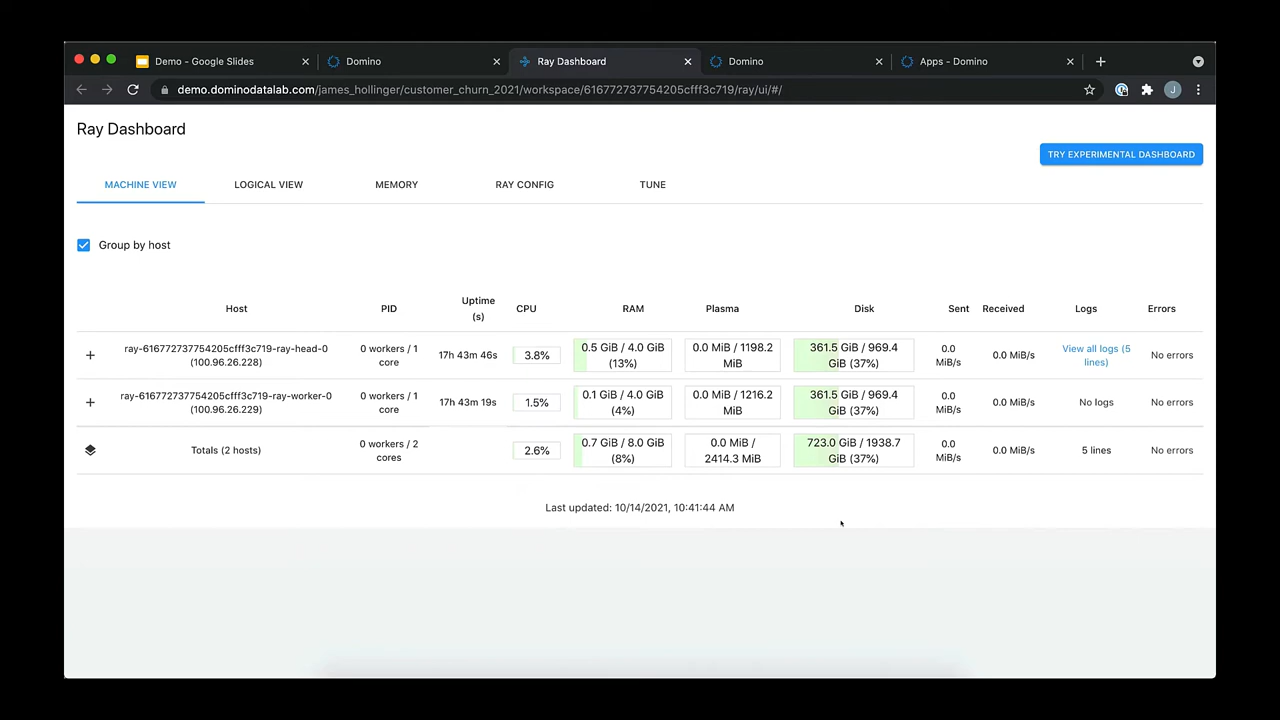 Demo - Google Slides
Domino
Ray Dashboard
Domino
Apps - Domino
demo.dominodatalab.com/james_hollinger/customer_churn_2021/workspace/616772737754205cfff3c719/ray/ui/#/
J
Ray Dashboard
TRY EXPERIMENTAL DASHBOARD
MACHINE VIEW
LOGICAL VIEW
MEMORY
RAY CONFIG
TUNE
Group by host
Host
PID
Uptime
(s)
CPU
RAM
Plasma
Disk
Sent
Received
Logs
Errors
ray-616772737754205cfff3c719-ray-head-0
(100.96.26.228)
0 workers / 1
core
17h 43m 46s
3.8%
0.5 GiB / 4.0 GiB
(13%)
0.0 MiB / 1198.2
MiB
361.5 GiB / 969.4
GiB (37%)
0.0
MiB/s
0.0 MiB/s
View all logs (5
lines)
No errors
ray-616772737754205cfff3c719-ray-worker-0
(100.96.26.229)
0 workers / 1
core
17h 43m 19s
1.5%
0.1 GiB / 4.0 GiB
(4%)
0.0 MiB / 1216.2
MiB
361.5 GiB / 969.4
GiB (37%)
0.0
MiB/s
0.0 MiB/s
No logs
No errors
Totals (2 hosts)
0 workers / 2
cores
2.6%
0.7 GiB / 8.0 GiB
(8%)
0.0 MiB /
2414.3 MiB
723.0 GiB / 1938.7
GiB (37%)
0.0
MiB/s
0.0 MiB/s
5 lines
No errors
Last updated: 10/14/2021, 10:41:44 AM